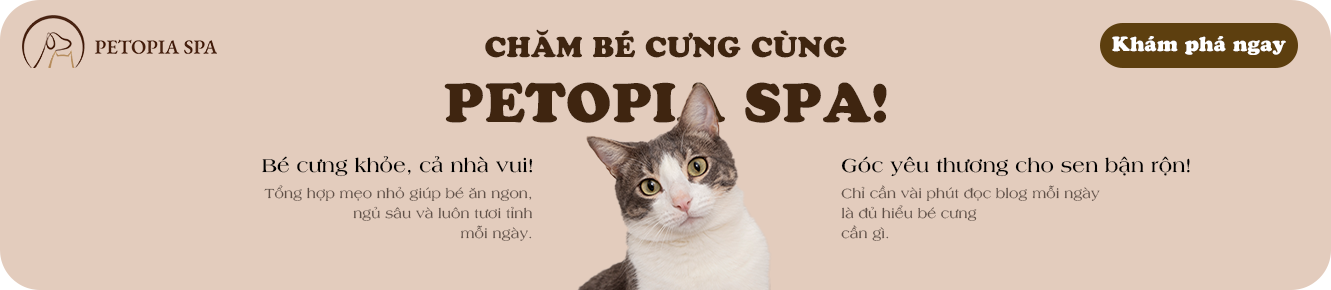 PETOPIA SPA
CHĂM BÉ CƯNG CÙNG
PETOPIA SPA!
Khám phá ngay
Bé cưng khỏe, cả nhà vui!
Tổng hợp mẹo nhỏ giúp bé ăn ngon,
ngủ sâu và luôn tươi tỉnh
mỗi ngày.
Góc yêu thương cho sen bận rộn!
Chỉ cần vài phút đọc blog mỗi ngày
là đủ hiểu bé cưng
cần gì.